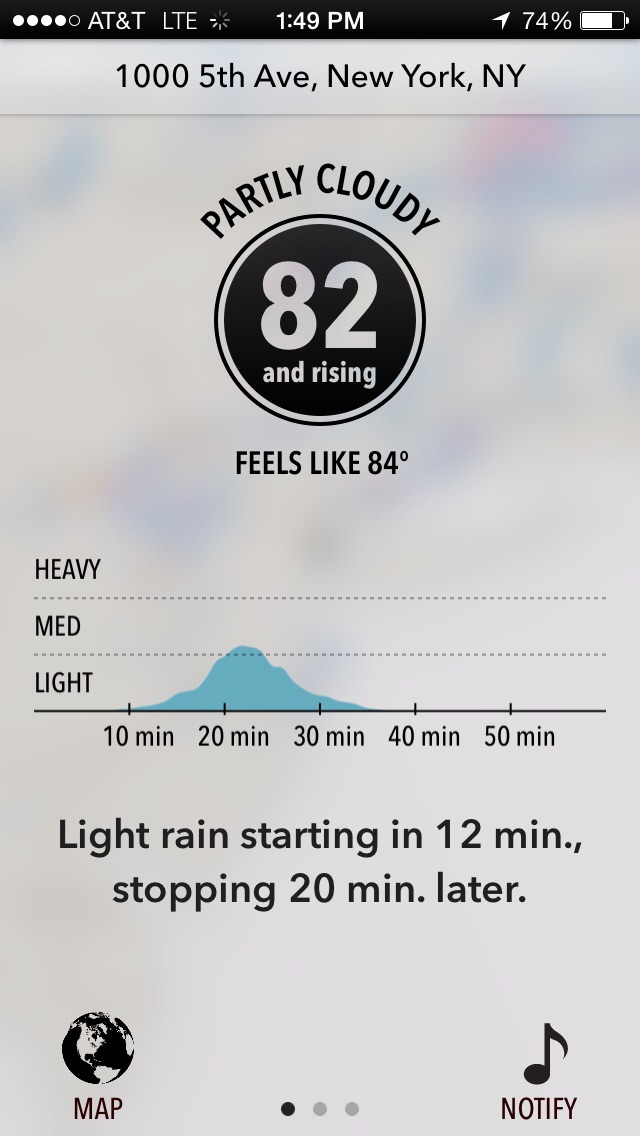 AT&T LTE 1:49 PM 74%
1000 5th Ave, New York, NY
PARTLY CLOUDY
82
and rising
FEELS LIKE 84°
HEAVY
MED
LIGHT
10 min 20 min 30 min 40 min 50 min
Light rain starting in 12 min.,
stopping 20 min. later.
MAP NOTIFY